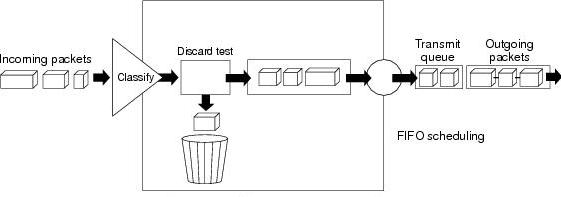 Incoming packets
Classify
Discard test
Transmit
queue
Outgoing
packets
FIFO scheduling